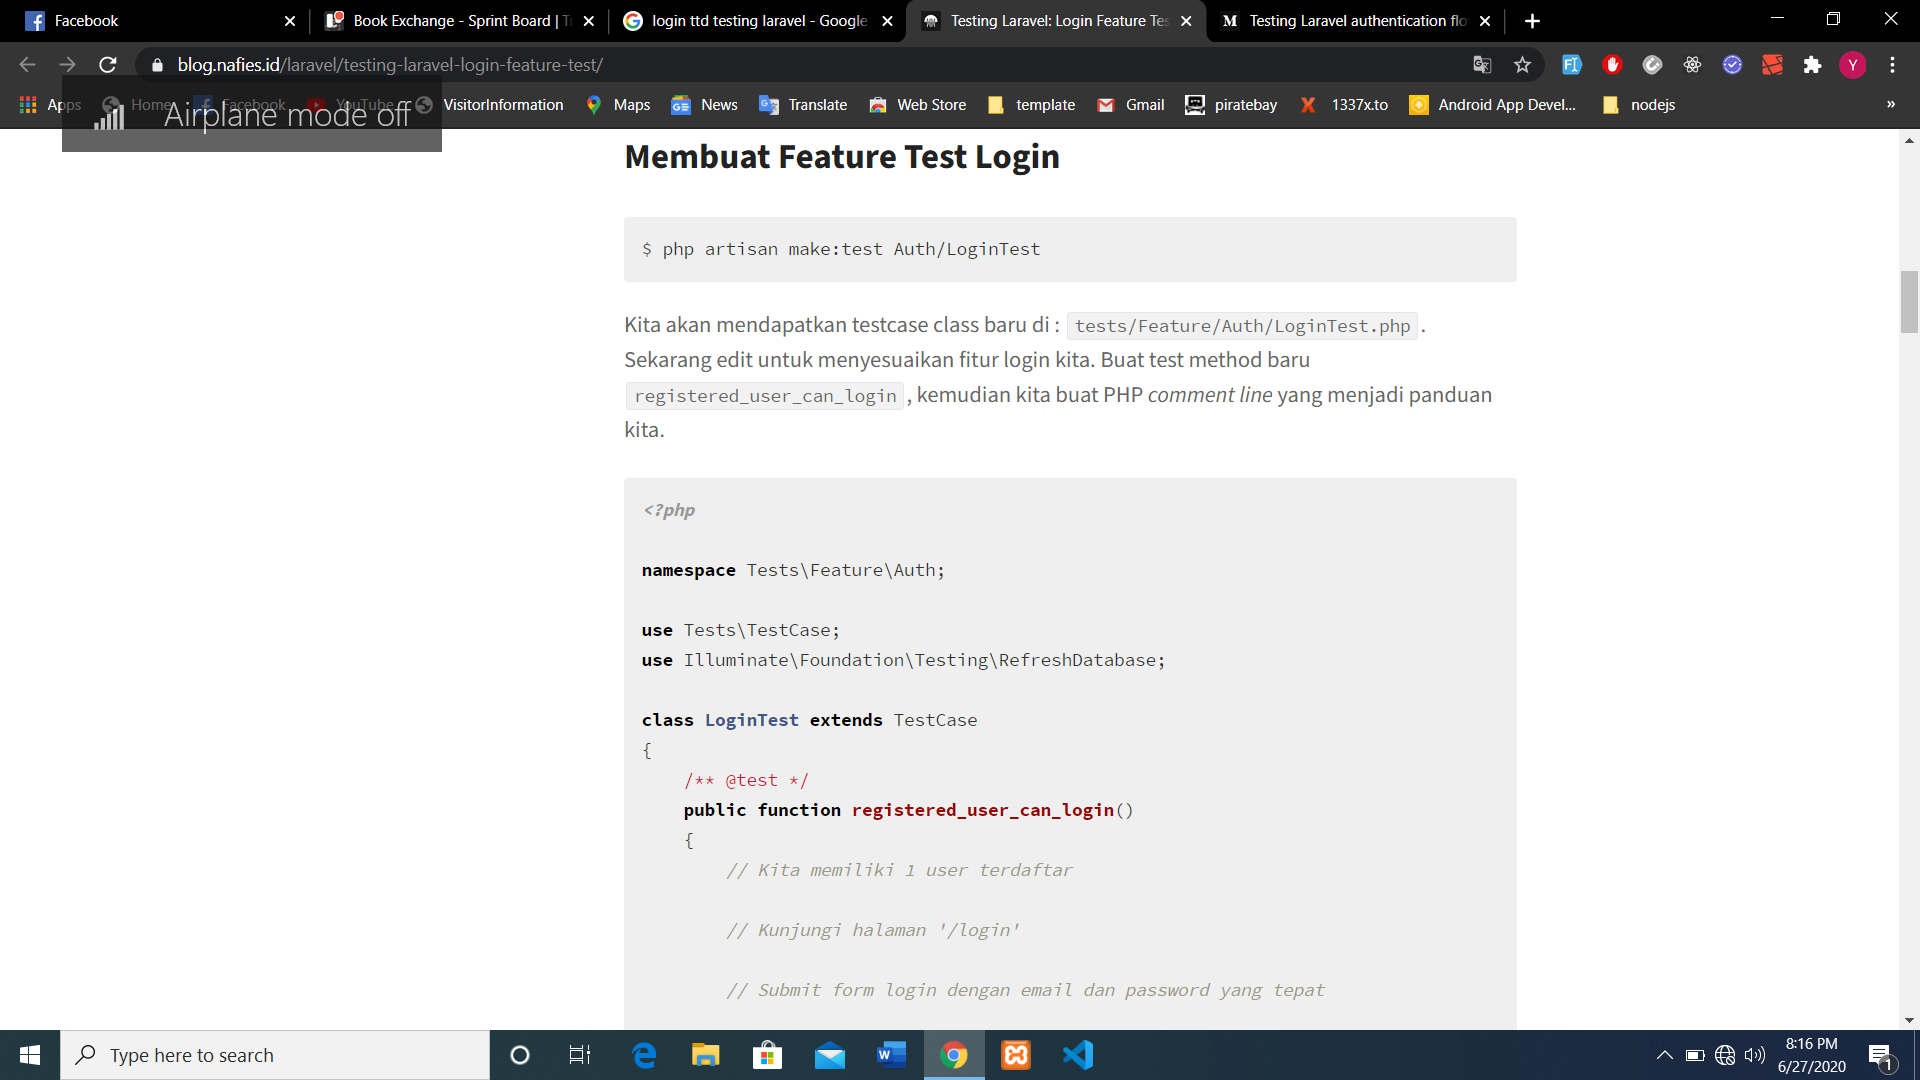 Facebook
Book Exchange - Sprint Board | Tr
login ttd testing laravel - Google
Testing Laravel: Login Feature Tes
M Testing Laravel authentication flo
blog.nafies.id/laravel/testing-laravel-login-feature-test/
Y
Apps
Home
Facebook
YouTube
VisitorInformation
Maps
News
Translate
Web Store
template
Gmail
piratebay
1337x.to
Android App Devel...
nodejs
»
Airplane mode off
Membuat Feature Test Login
$ php artisan make:test Auth/LoginTest
Kita akan mendapatkan testcase class baru di : tests/Feature/Auth/LoginTest.php .
Sekarang edit untuk menyesuaikan fitur login kita. Buat test method baru
registered_user_can_login , kemudian kita buat PHP comment line yang menjadi panduan
kita.
<?php
namespace Tests\Feature\Auth;
use Tests\TestCase;
use Illuminate\Foundation\Testing\RefreshDatabase;
class LoginTest extends TestCase
{
/** @test */
public function registered_user_can_login()
{
// Kita memiliki 1 user terdaftar
// Kunjungi halaman '/login'
// Submit form login dengan email dan password yang tepat
Type here to search
8:16 PM
6/27/2020
1